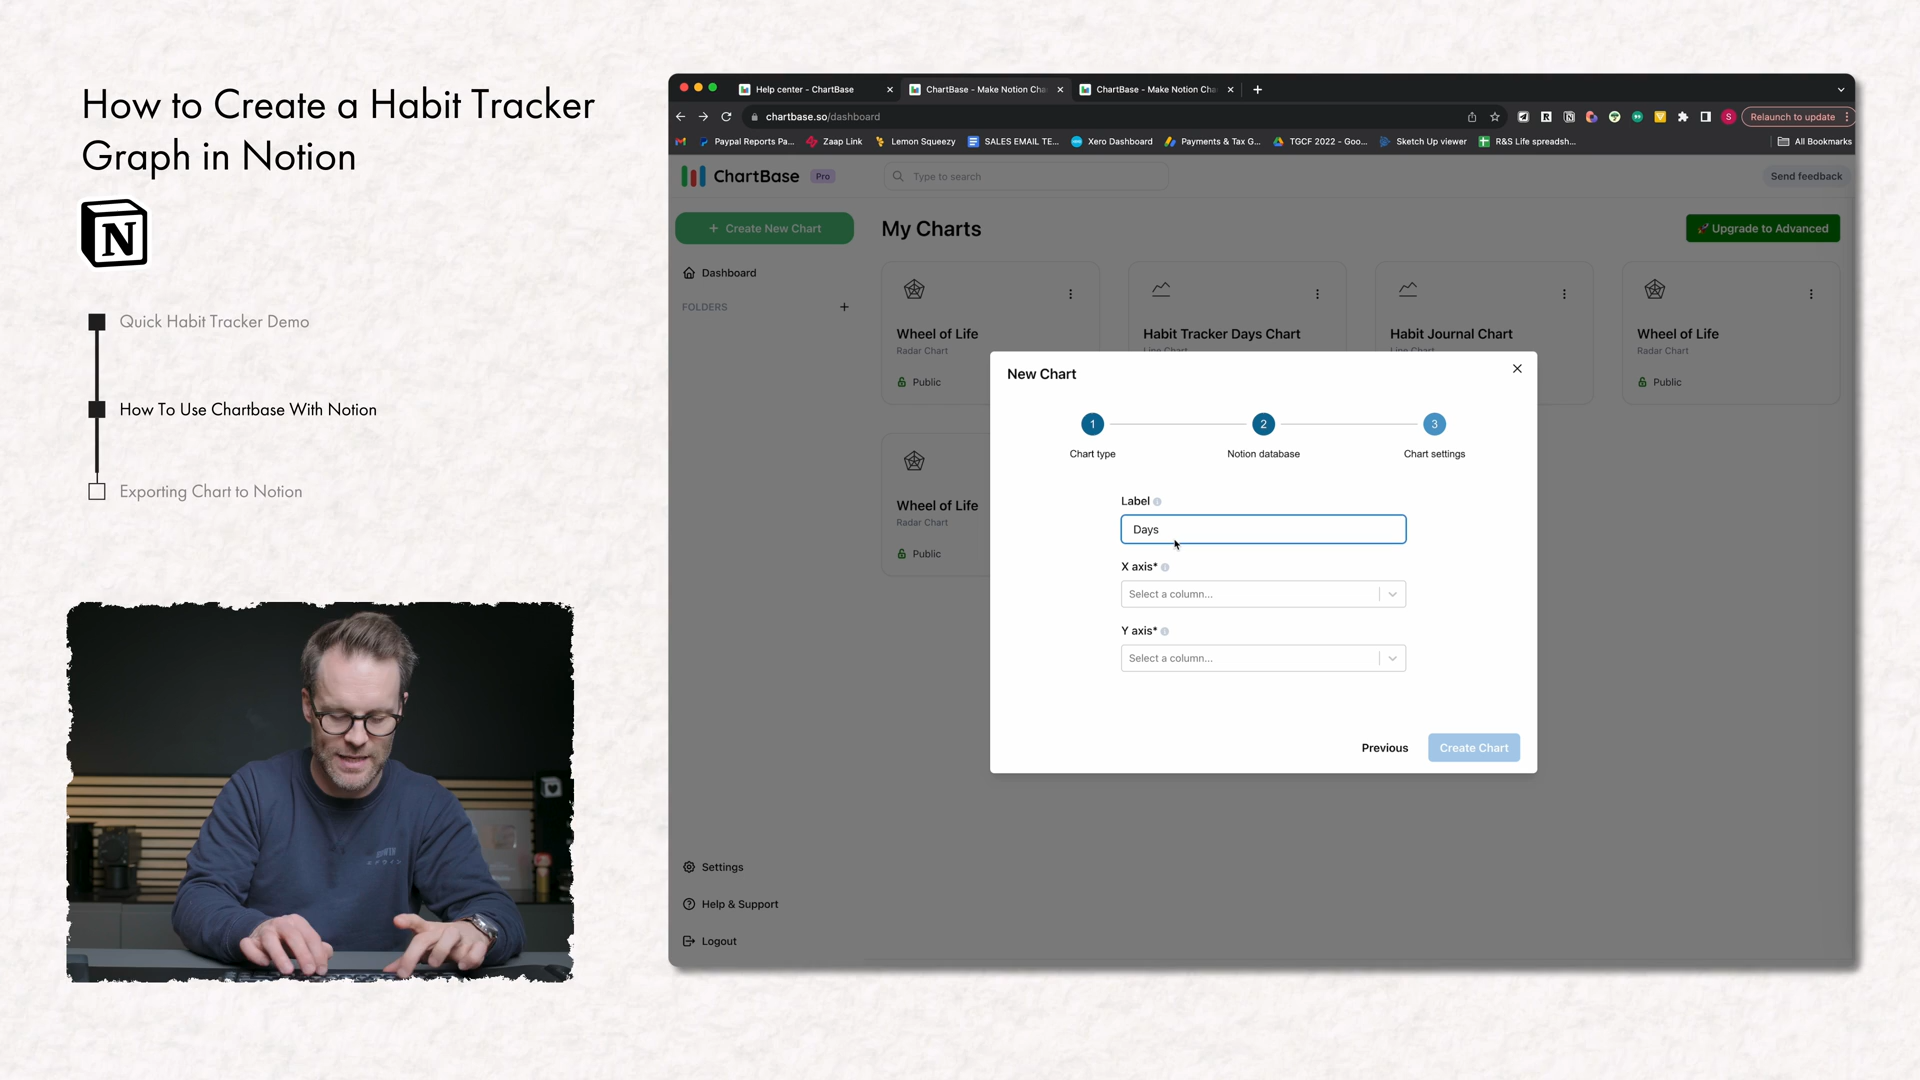 How to Create a Habit Tracker
Graph in Notion
N
Quick Habit Tracker Demo
How To Use Chartbase With Notion
Exporting Chart to Notion
Help center - ChartBase
ChartBase - Make Notion Cha
ChartBase - Make Notion Cha
chartbase.so/dashboard
Relaunch to update
S
Paypal Reports Pa...
Zaap Link
Lemon Squeezy
SALES EMAIL TE...
Xero Dashboard
Payments & Tax G...
TGCF 2022 - Goo...
Sketch Up viewer
R&S Life spreadsh...
All Bookmarks
ChartBase
Pro
Type to search
Send feedback
+ Create New Chart
My Charts
Upgrade to Advanced
Dashboard
FOLDERS
Wheel of Life
Radar Chart
Public
Habit Tracker Days Chart
Line Chart
Habit Journal Chart
Line Chart
Wheel of Life
Radar Chart
Public
Wheel of Life
Radar Chart
Public
New Chart
1
2
3
Chart type
Notion database
Chart settings
Label
Days
X axis*
Select a column...
Y axis*
Select a column...
Previous
Create Chart
Settings
Help & Support
Logout